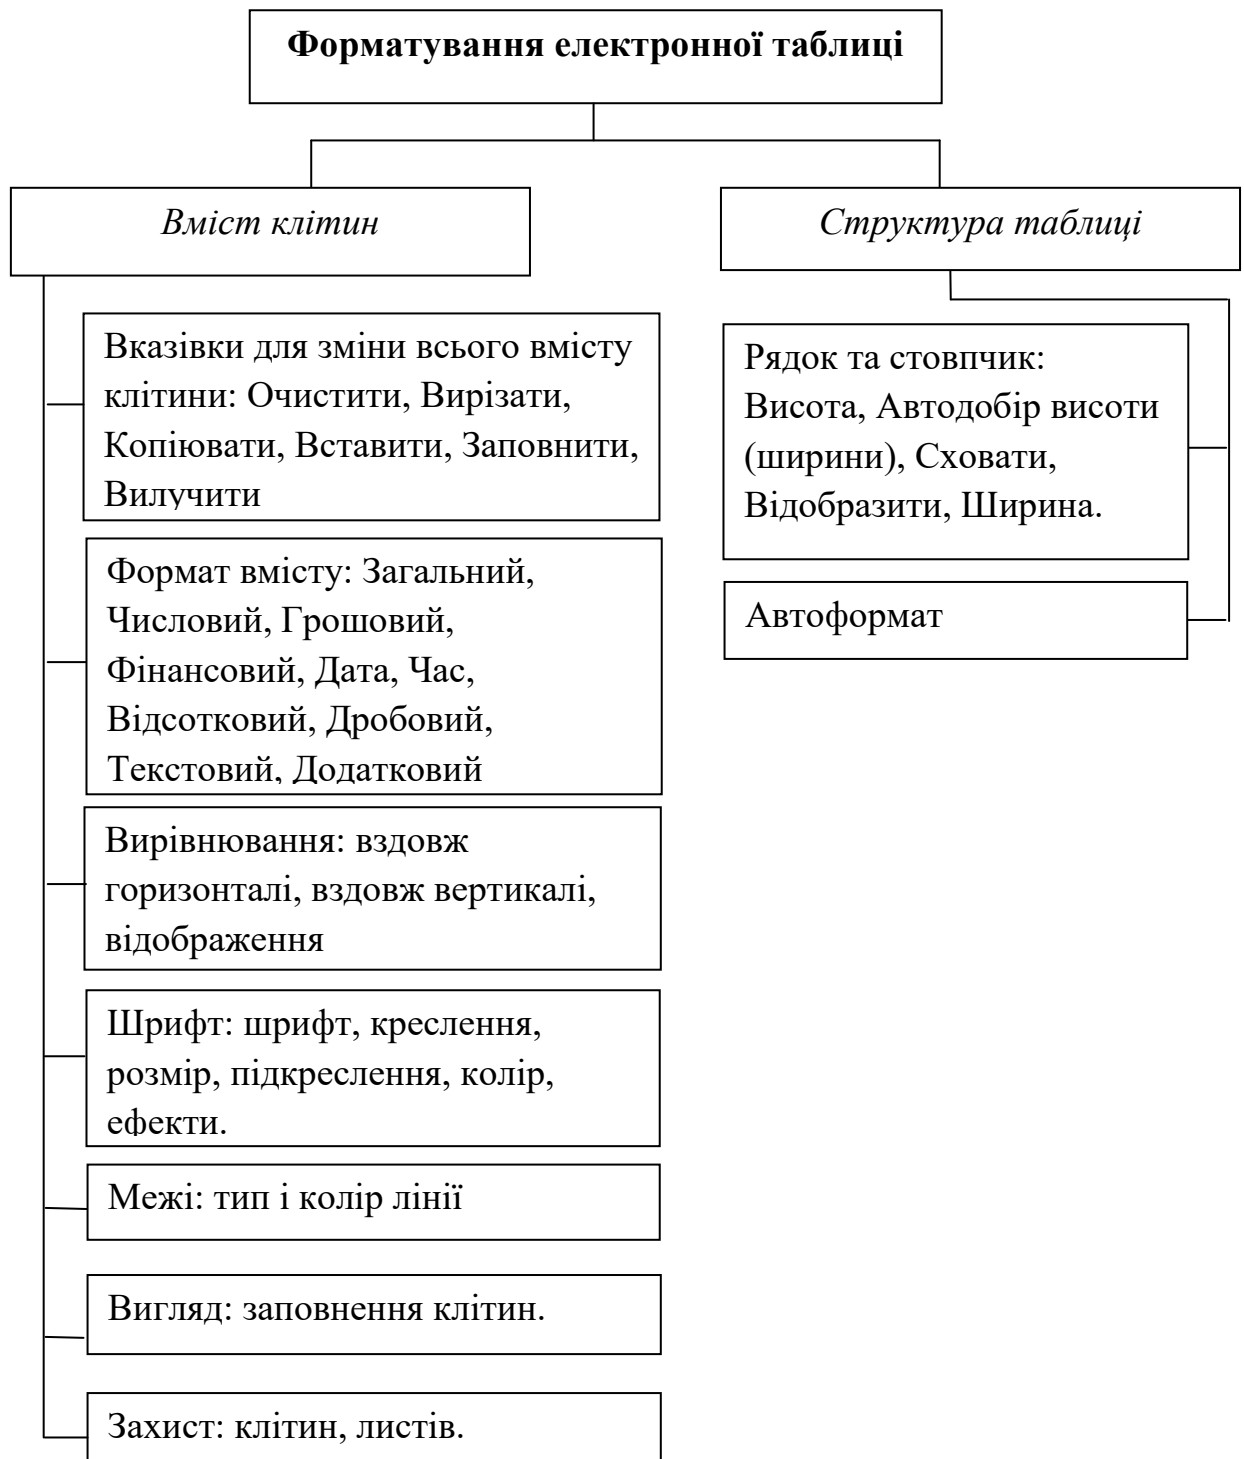 Форматування електронної таблиці
Вміст клітин
Вказівки для зміни всього вмісту
клітини: Очистити, Вирізати,
Копіювати, Вставити, Заповнити,
Вилучити
Формат вмісту: Загальний,
Числовий, Грошовий,
Фінансовий, Дата, Час,
Відсотковий, Дробовий,
Текстовий, Додатковий
Вирівнювання: вздовж
горизонталі, вздовж вертикалі,
відображення
Шрифт: шрифт, креслення,
розмір, підкреслення, колір,
ефекти.
Межі: тип і колір лінії
Вигляд: заповнення клітин.
Захист: клітин, листів.
Структура таблиці
Рядок та стовпчик:
Висота, Автодобір висоти
(ширини), Сховати,
Відобразити, Ширина.
Автоформат